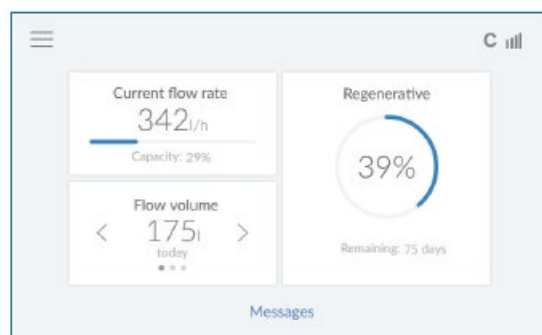 C
Current flow rate
342l/h
Capacity: 29%
Regenerative
39%
Remaining: 75 days
Flow volume
175l
today
Messages